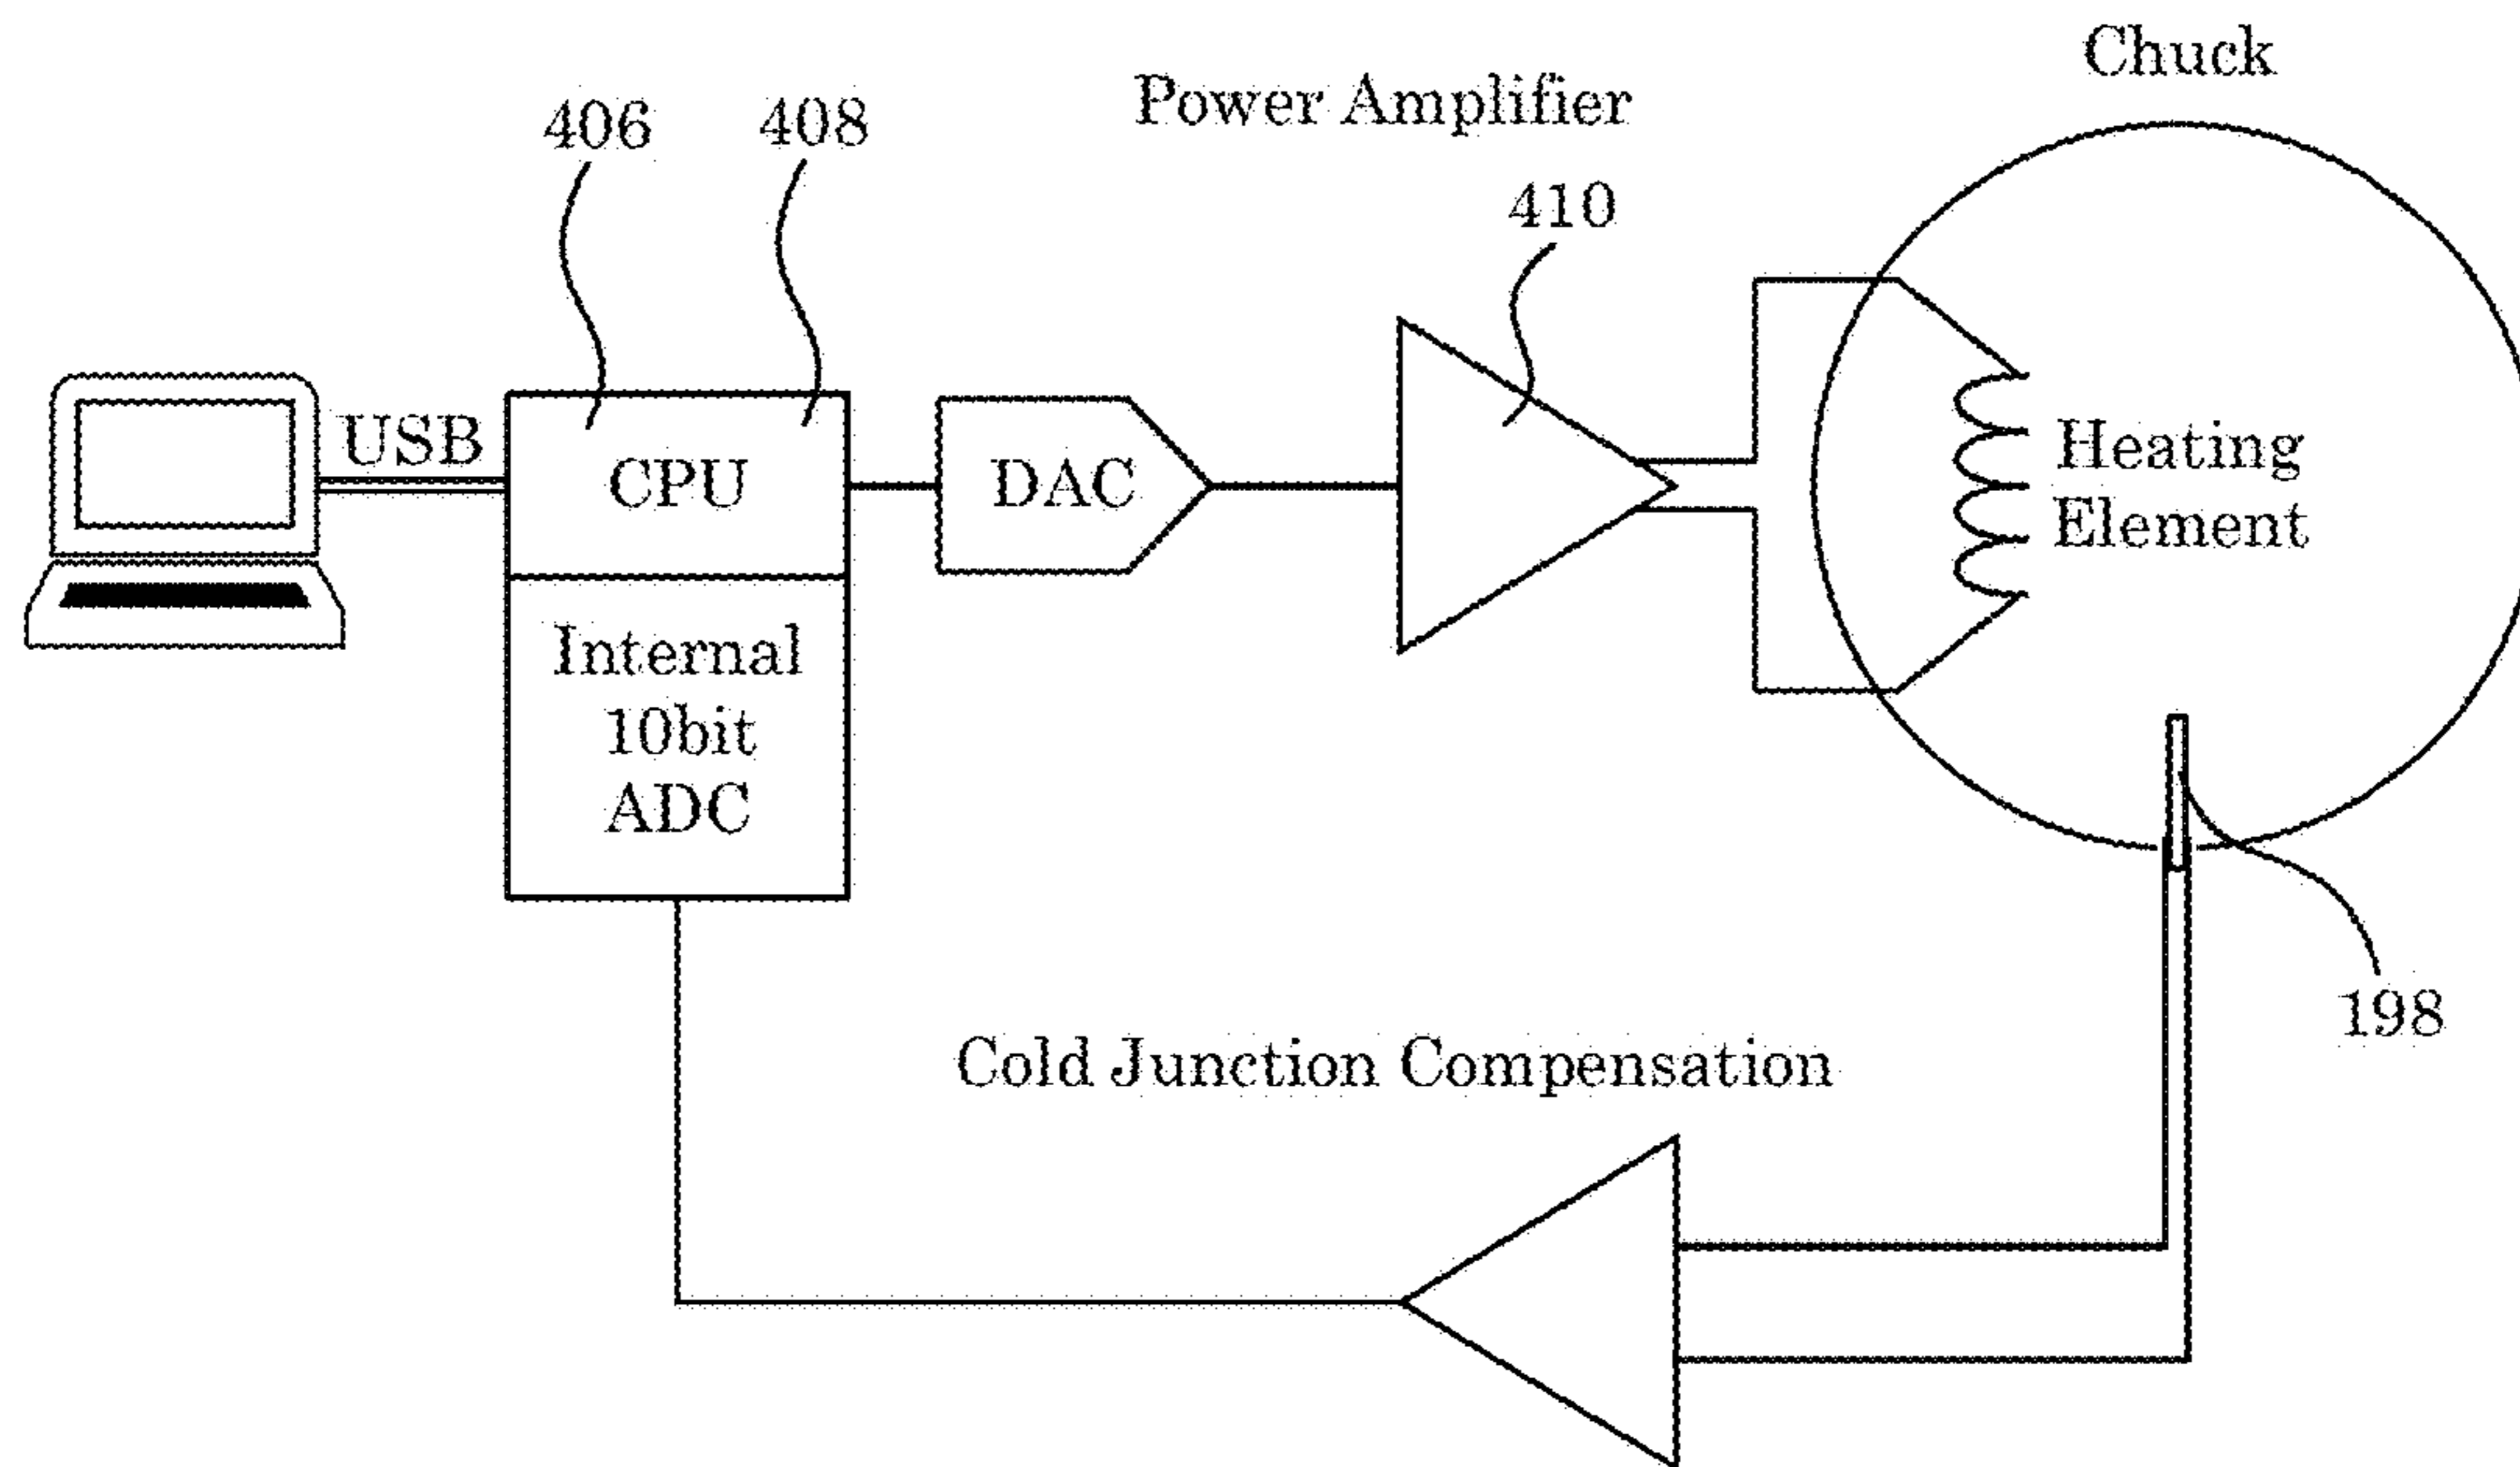 Chuck
Power Amplifier
406
408
410
USB
CPU
DAC
Heating
Element
Internal
10bit
ADC
198
Cold Junction Compensation